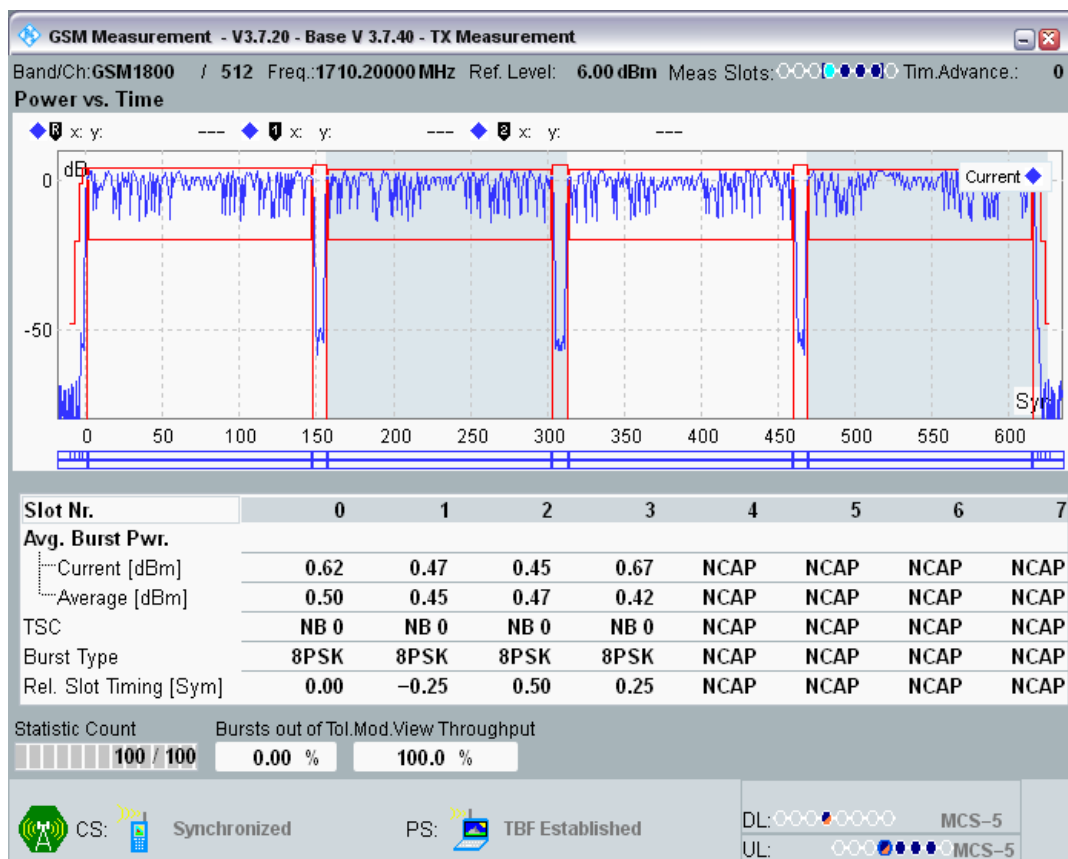 GSM Measurement - V3.7.20 - Base V 3.7.40 - TX Measurement
Band/Ch:GSM1800 / 512 Freq.:1710.20000 MHz Ref. Level: 6.00 dBm Meas Slots: Tim.Advance.: 0
Power vs. Time
R x: y: --- 1 x: y: --- 2 x: y: ---
dB
Current
0
-50
Sym
0 50 100 150 200 250 300 350 400 450 500 550 600
Slot Nr. 0 1 2 3 4 5 6 7
Avg. Burst Pwr.
Current [dBm] 0.62 0.47 0.45 0.67 NCAP NCAP NCAP NCAP
Average [dBm] 0.50 0.45 0.47 0.42 NCAP NCAP NCAP NCAP
TSC NB 0 NB 0 NB 0 NB 0 NCAP NCAP NCAP NCAP
Burst Type 8PSK 8PSK 8PSK 8PSK NCAP NCAP NCAP NCAP
Rel. Slot Timing [Sym] 0.00 −0.25 0.50 0.25 NCAP NCAP NCAP NCAP
Statistic Count Bursts out of Tol. Mod.View Throughput
100 / 100 0.00 % 100.0 %
CS: Synchronized PS: TBF Established
DL: MCS−5
UL: MCS−5